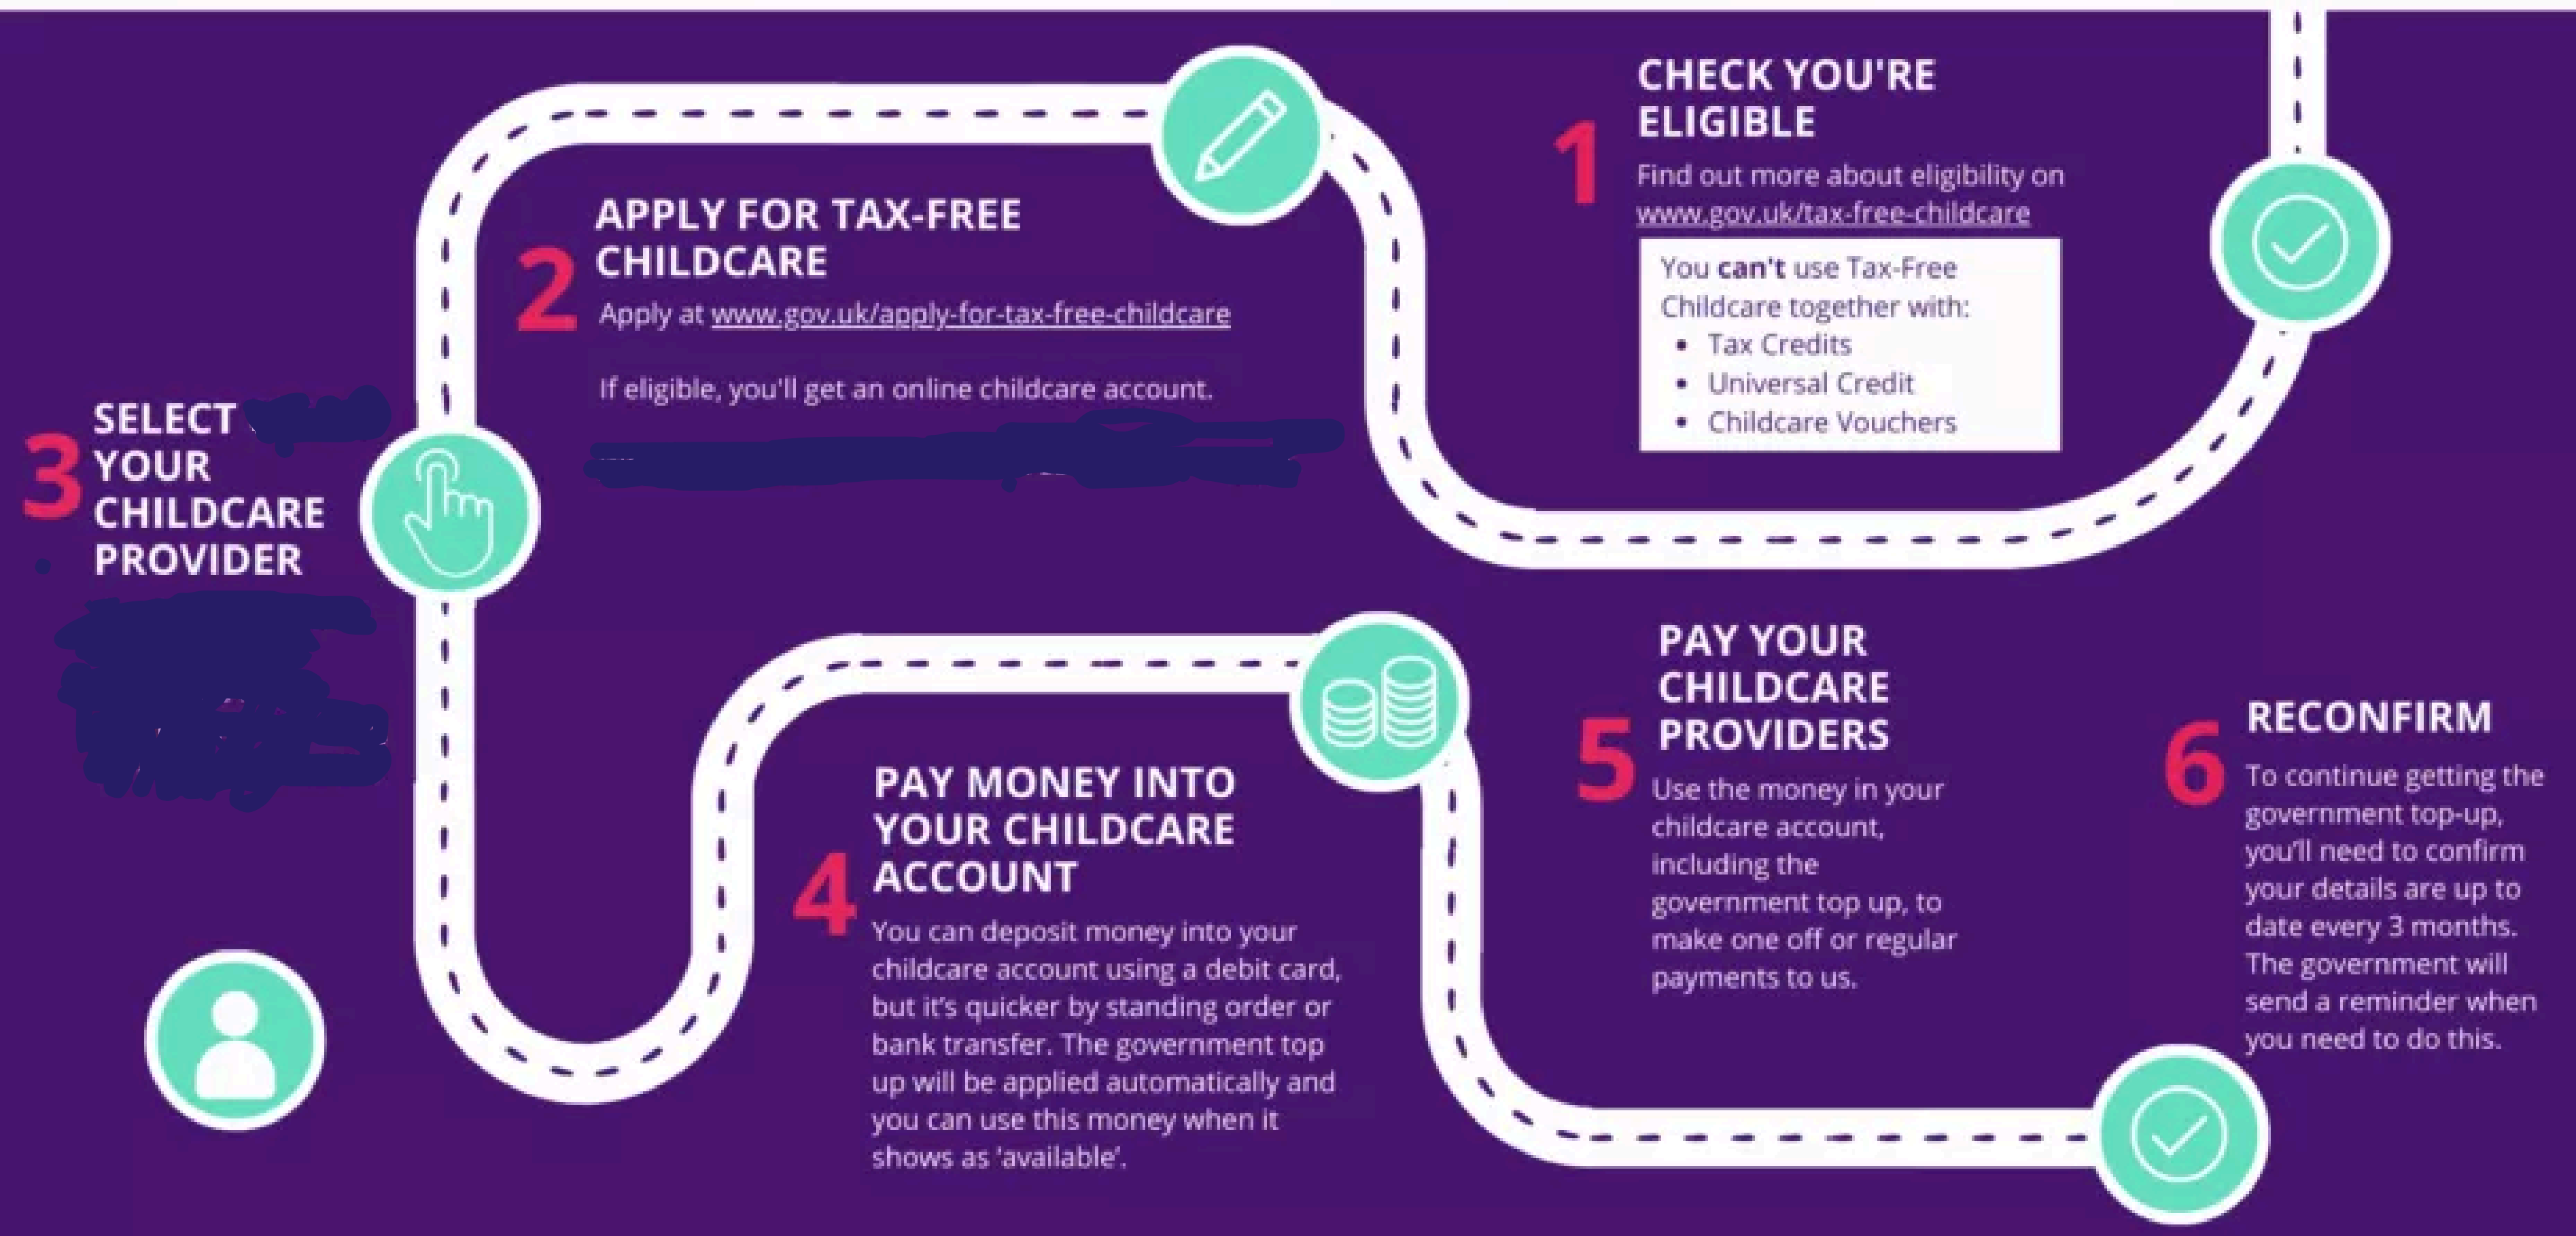 1
CHECK YOU'RE
ELIGIBLE
Find out more about eligibility on
www.gov.uk/tax-free-childcare
You can't use Tax-Free
Childcare together with:
• Tax Credits
• Universal Credit
• Childcare Vouchers
2
APPLY FOR TAX-FREE
CHILDCARE
Apply at www.gov.uk/apply-for-tax-free-childcare
If eligible, you'll get an online childcare account.
3
SELECT
YOUR
CHILDCARE
PROVIDER
4
PAY MONEY INTO
YOUR CHILDCARE
ACCOUNT
You can deposit money into your
childcare account using a debit card,
but it's quicker by standing order or
bank transfer. The government top
up will be applied automatically and
you can use this money when it
shows as 'available'.
5
PAY YOUR
CHILDCARE
PROVIDERS
Use the money in your
childcare account,
including the
government top up, to
make one off or regular
payments to us.
6
RECONFIRM
To continue getting the
government top-up,
you'll need to confirm
your details are up to
date every 3 months.
The government will
send a reminder when
you need to do this.